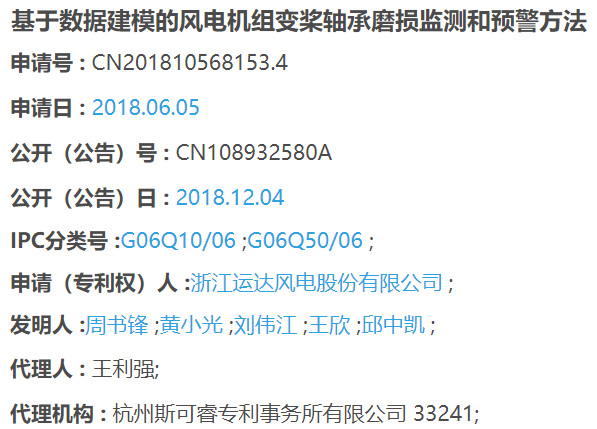 基于数据建模的风电机组变桨轴承磨损监测和预警方法
申请号 : CN201810568153.4
申请日 : 2018.06.05
公开（公告）号 : CN108932580A
公开（公告）日 : 2018.12.04
IPC分类号 :G06Q10/06 ;G06Q50/06 ;
申请（专利权）人 :浙江运达风电股份有限公司 ;
发明人 :周书锋 ;黄小光 ;刘伟江 ;王欣 ;邱中凯 ;
代理人 : 王利强;
代理机构 : 杭州斯可睿专利事务所有限公司 33241;